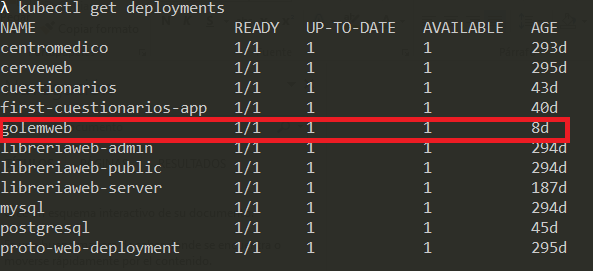 λ kubectl get deployments
NAME READY UP-TO-DATE AVAILABLE AGE
centromedico 1/1 1 1 293d
cerveweb 1/1 1 1 295d
cuestionarios 1/1 1 1 43d
first-cuestionarios-app 1/1 1 1 40d
golemweb 1/1 1 1 8d
libreriaweb-admin 1/1 1 1 294d
libreriaweb-public 1/1 1 1 294d
libreriaweb-server 1/1 1 1 187d
mysql 1/1 1 1 294d
postgresql 1/1 1 1 45d
proto-web-deployment 1/1 1 1 295d